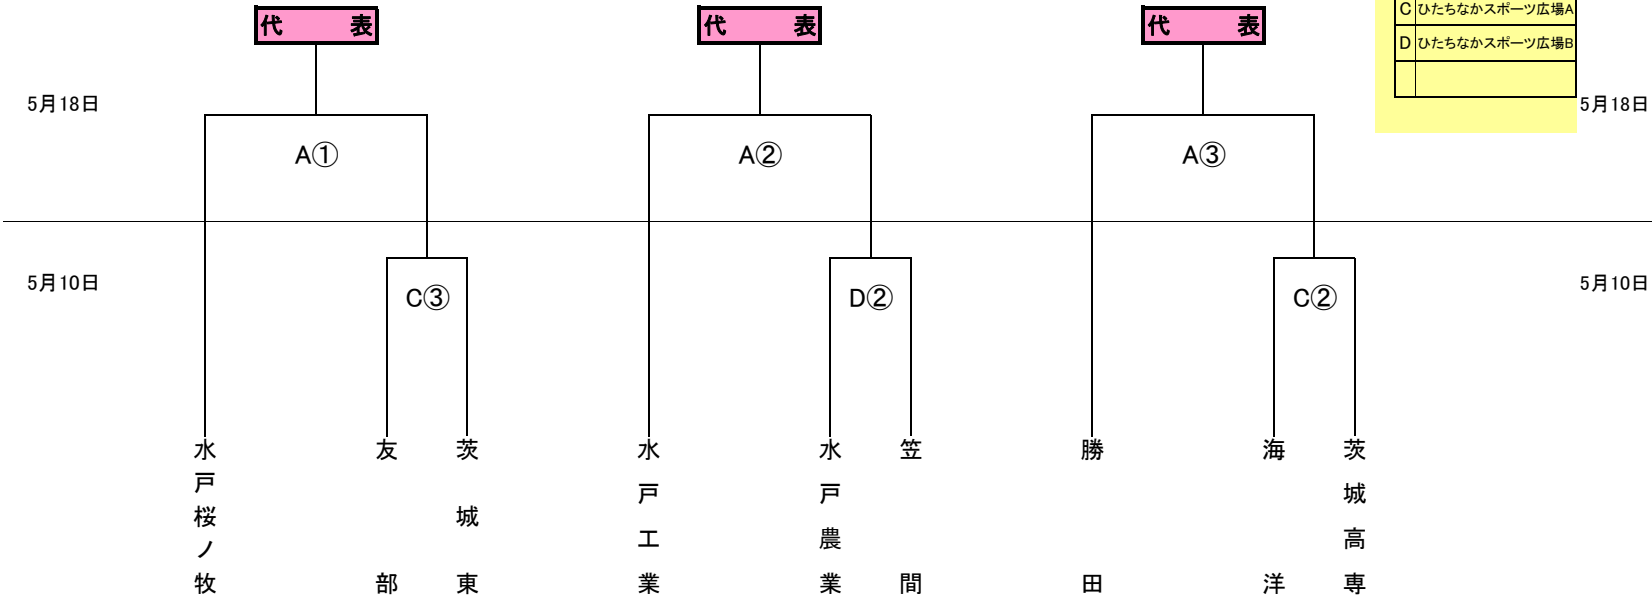 代 表
代 表
代 表
C ひたちなかスポーツ広場A
D ひたちなかスポーツ広場B
5月18日
5月18日
A①
A②
A③
5月10日
5月10日
C③
D②
C②
水戸桜ノ牧
友部
茨城東
水戸工業
水戸農業
笠間
勝田
海洋
茨城高専